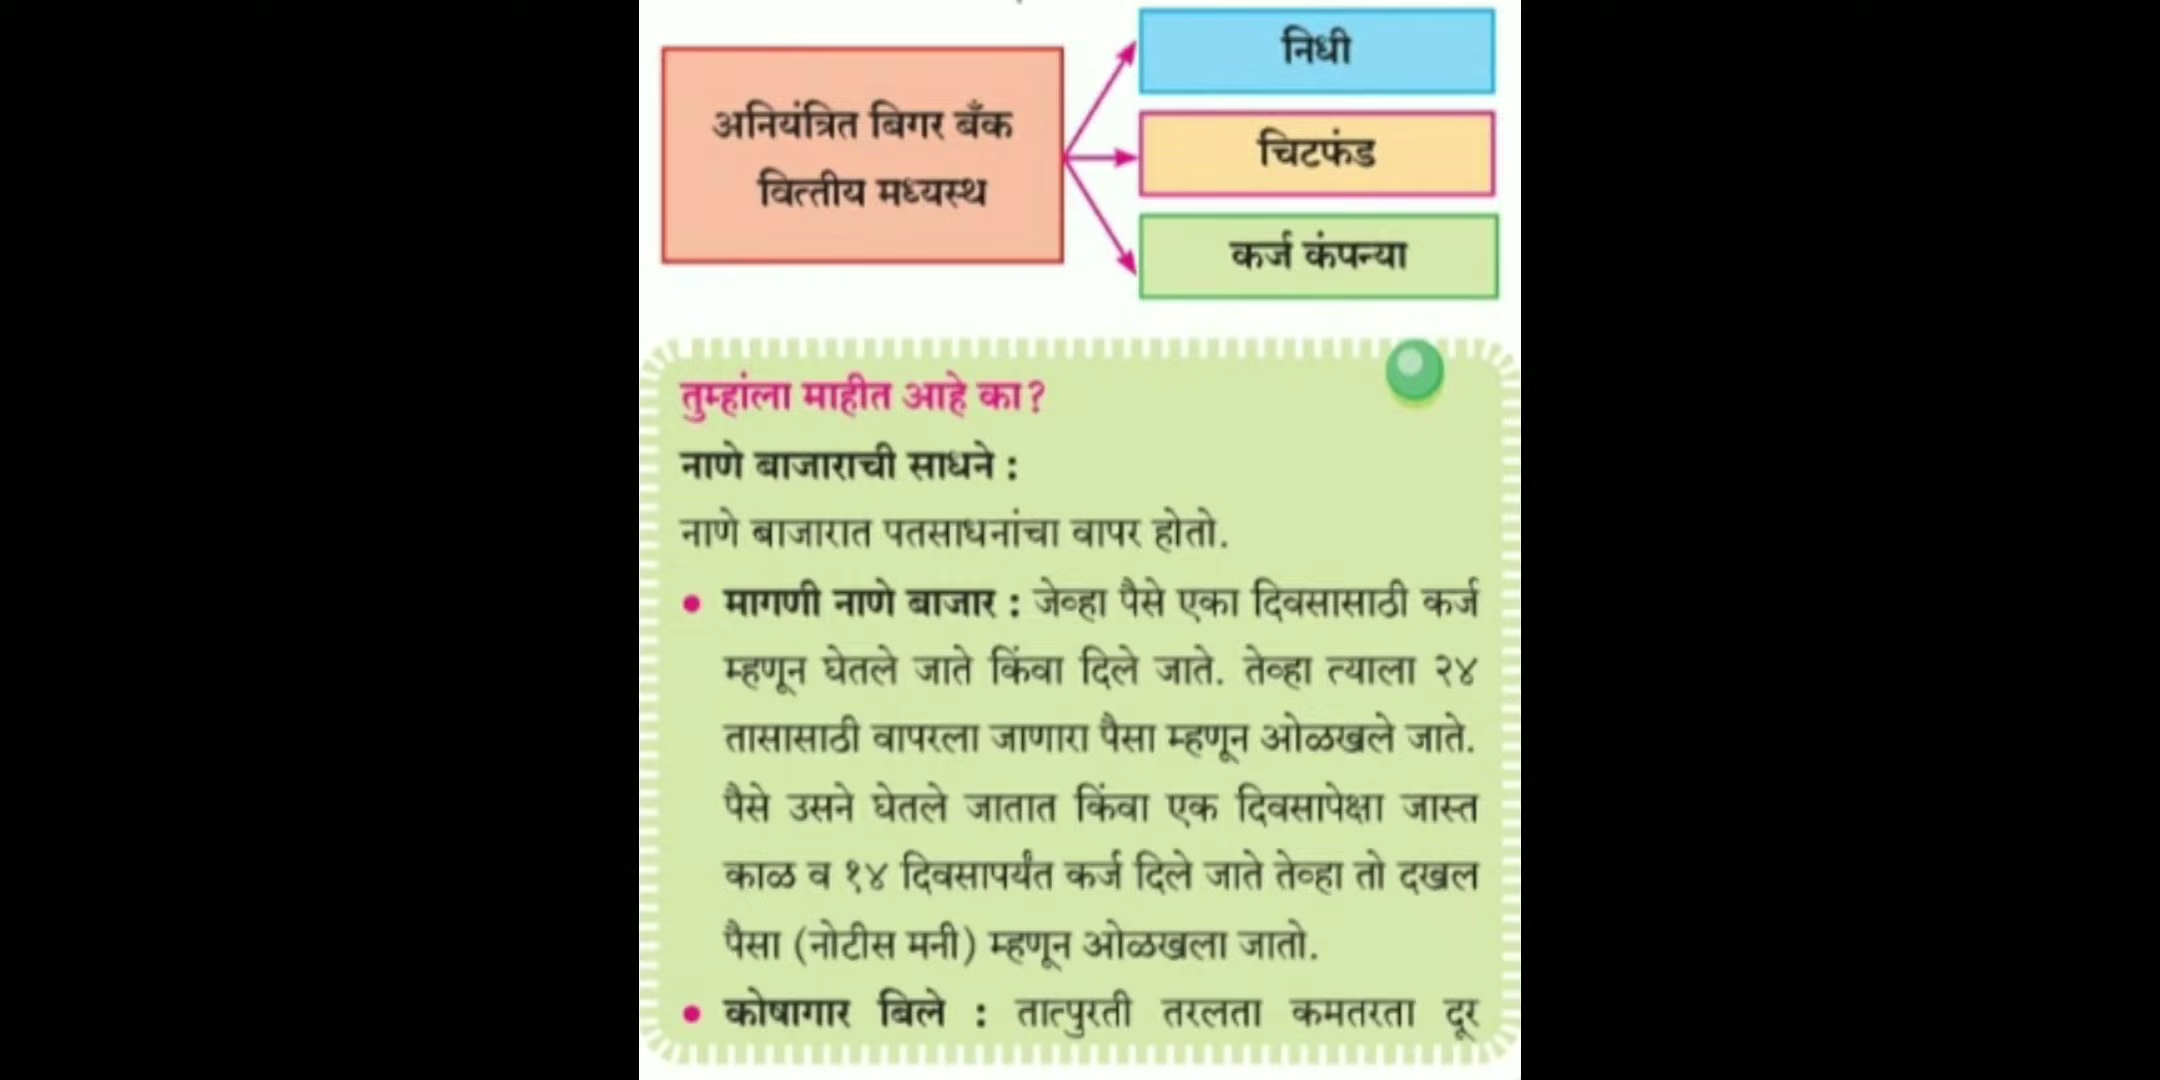 अनियंत्रित बिगर बँक
वित्तीय मध्यस्थ
निधी
चिटफंड
कर्ज कंपन्या
तुम्हांला माहीत आहे का?
नाणे बाजाराची साधने :
नाणे बाजारात पतसाधनांचा वापर होतो.
• मागणी नाणे बाजार : जेव्हा पैसे एका दिवसासाठी कर्ज
म्हणून घेतले जाते किंवा दिले जाते. तेव्हा त्याला २४
तासासाठी वापरला जाणारा पैसा म्हणून ओळखले जाते.
पैसे उसने घेतले जातात किंवा एक दिवसापेक्षा जास्त
काळ व १४ दिवसापर्यंत कर्ज दिले जाते तेव्हा तो दखल
पैसा (नोटीस मनी) म्हणून ओळखला जातो.
• कोषागार बिले : तात्पुरती तरलता कमतरता दूर